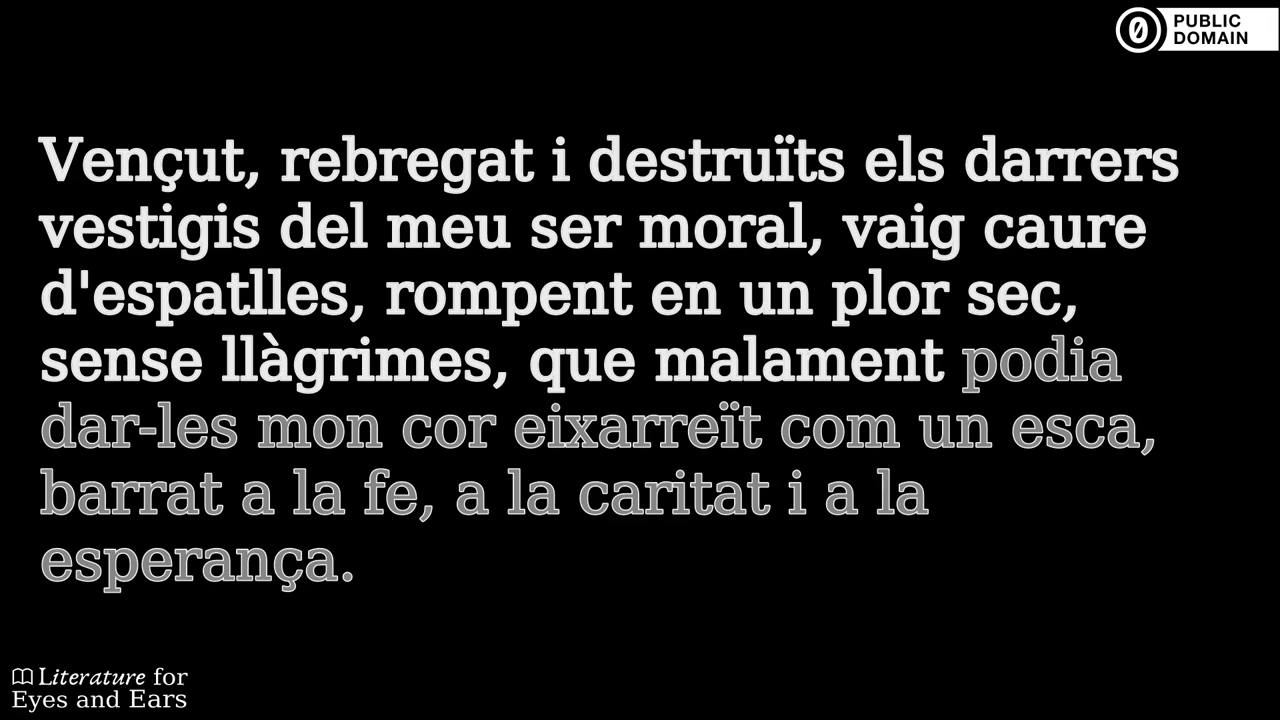 PUBLIC
DOMAIN
Vençut, rebregat i destruïts els darrers
vestigis del meu ser moral, vaig caure
d'espatlles, rompent en un plor sec,
sense llàgrimes, que malament podia
dar-les mon cor eixarreït com un esca,
barrat a la fe, a la caritat i a la
esperança.
Literature for
Eyes and Ears